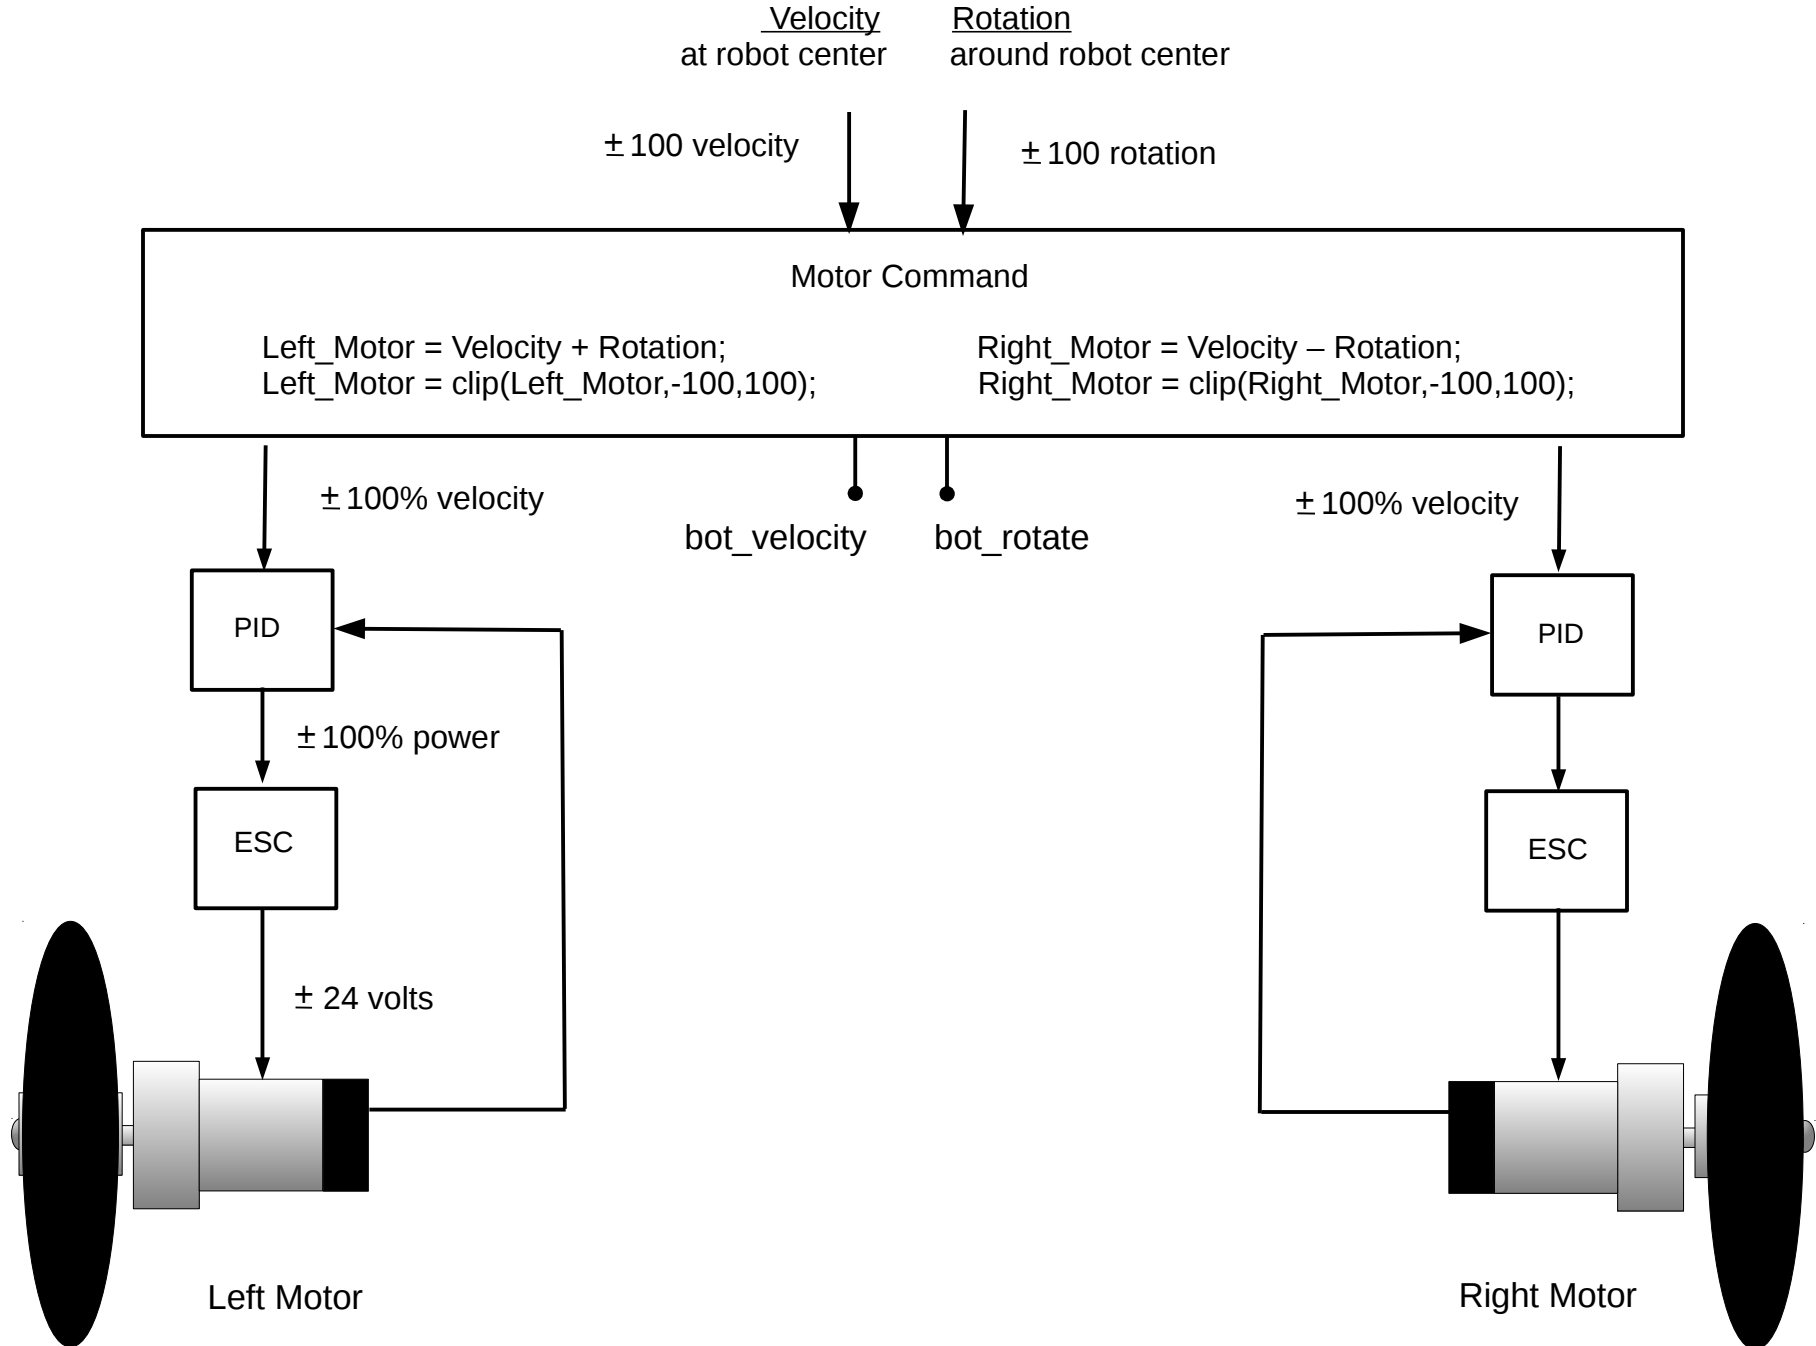 Velocity
at robot center
Rotation
around robot center
± 100 velocity
± 100 rotation
Motor Command
Left_Motor = Velocity + Rotation;
Left_Motor = clip(Left_Motor,-100,100);
Right_Motor = Velocity – Rotation;
Right_Motor = clip(Right_Motor,-100,100);
± 100% velocity
bot_velocity
bot_rotate
± 100% velocity
PID
PID
± 100% power
ESC
ESC
± 24 volts
Left Motor
Right Motor